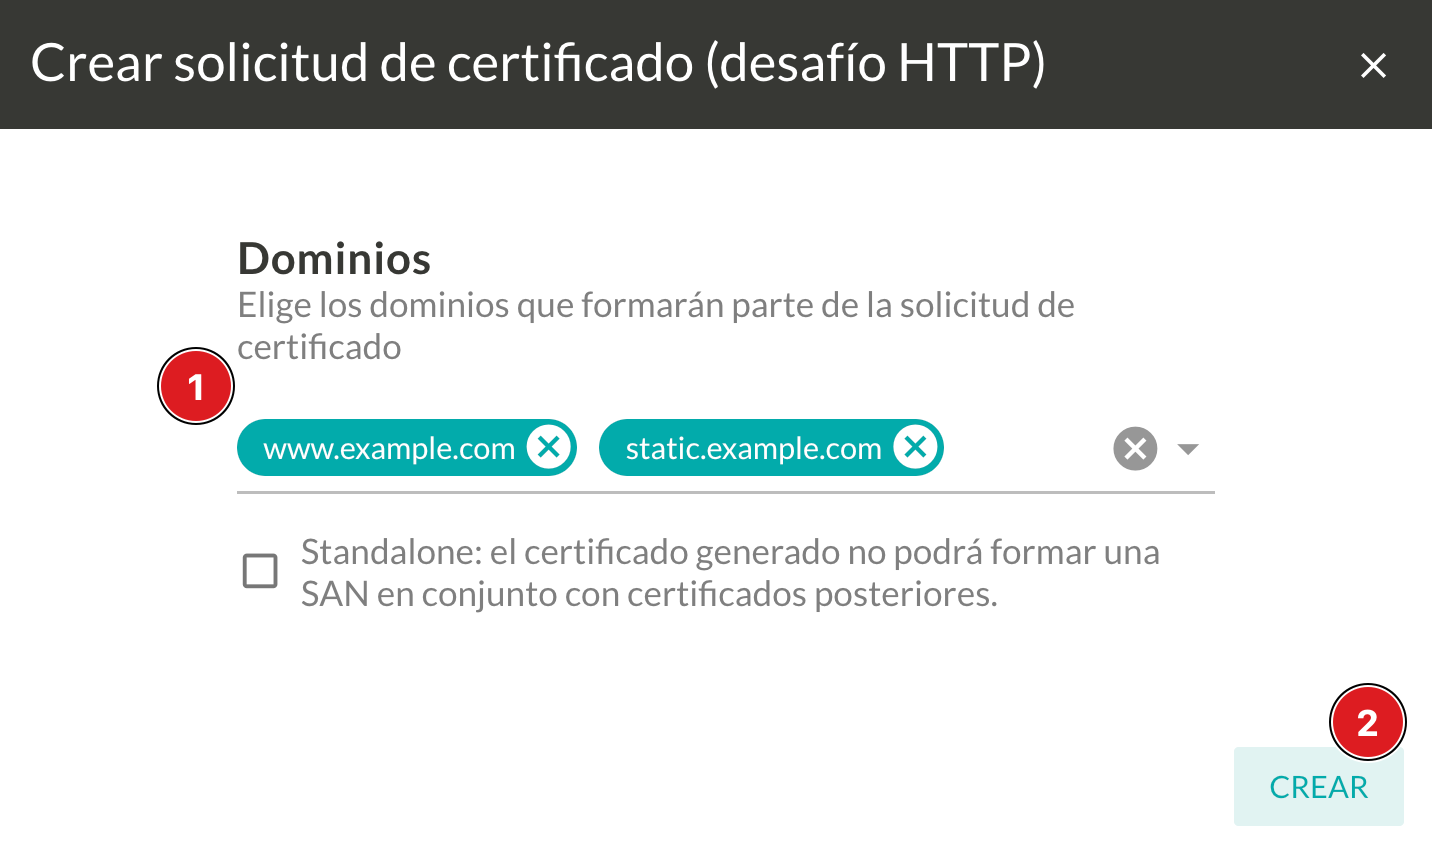 Crear solicitud de certificado (desafío HTTP)
Dominios
Elige los dominios que formarán parte de la solicitud de
certificado
1
www.example.com static.example.com
Standalone: el certificado generado no podrá formar una
SAN en conjunto con certificados posteriores.
2
CREAR